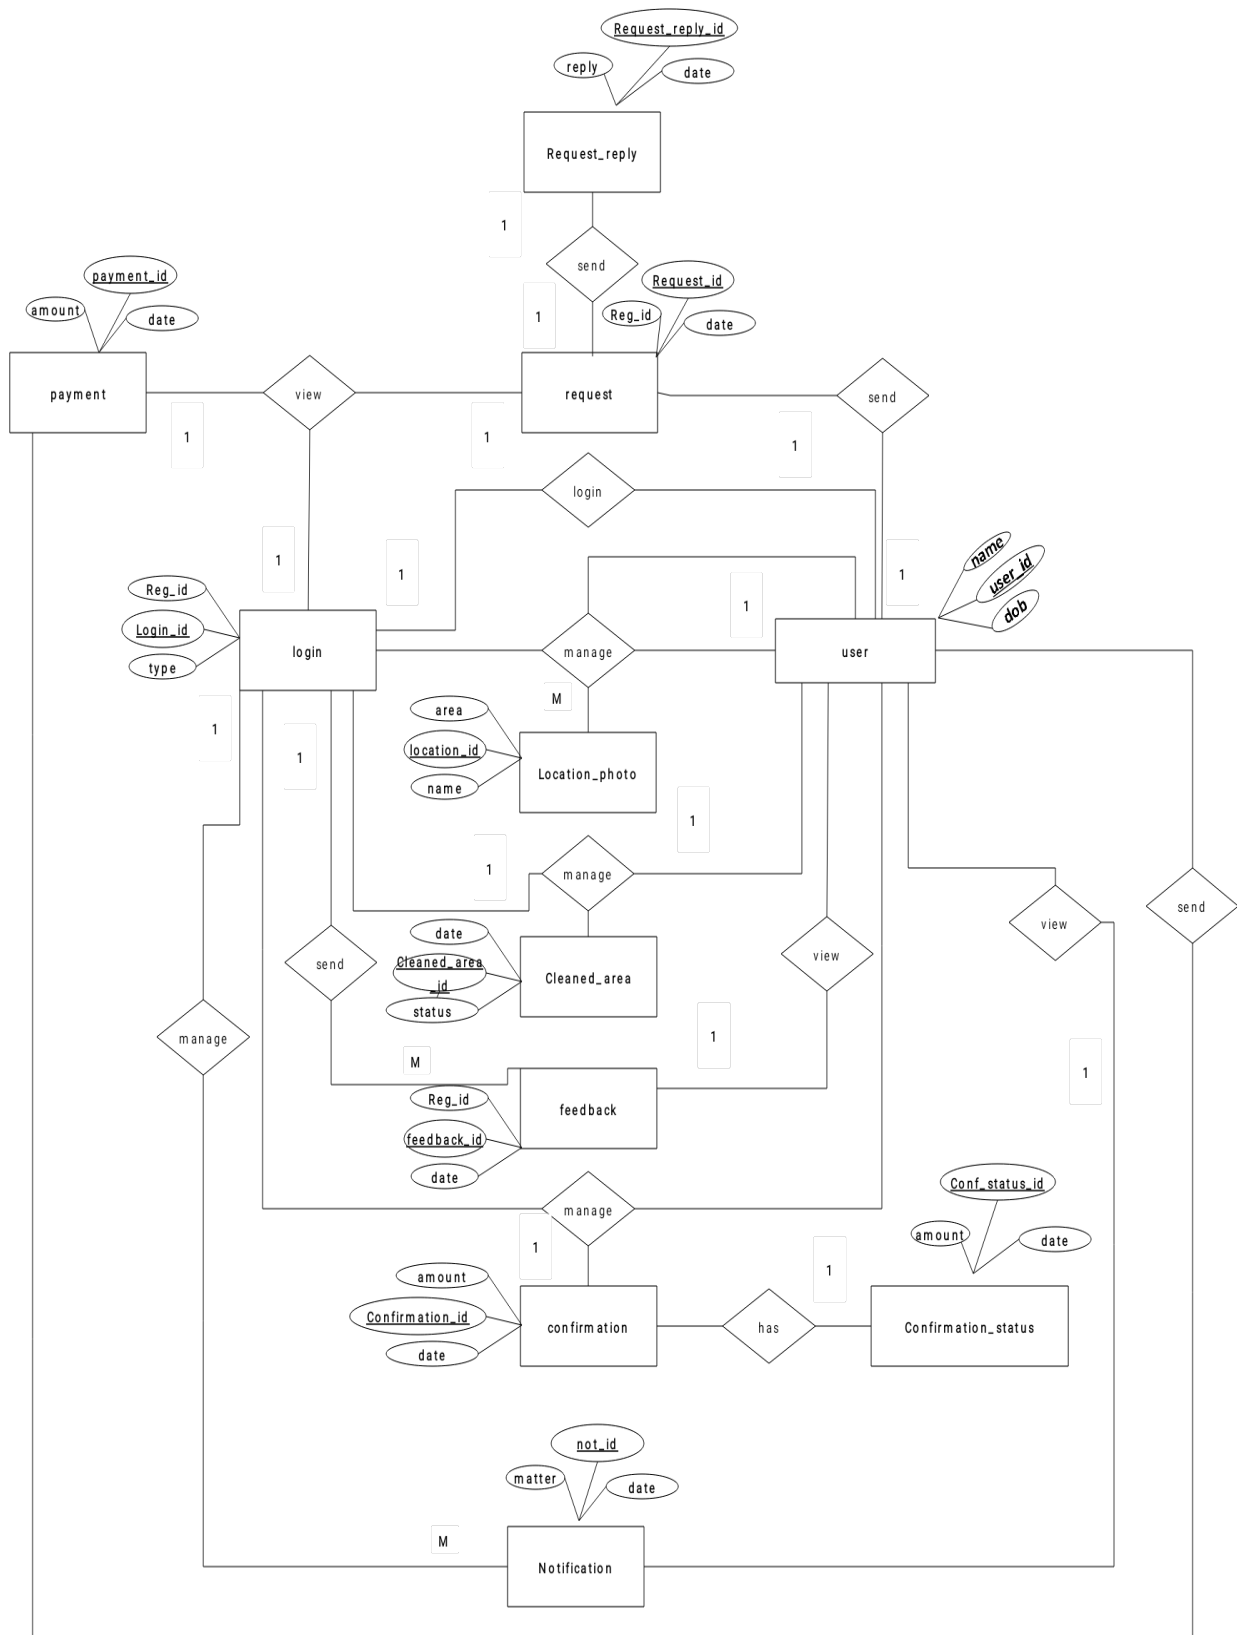 Request_reply_id
reply
date
Request_reply
1
send
payment_id
Request_id
amount
date
1
Reg_id
date
payment
view
request
send
1
1
1
login
name
1
1
1
user_id
Reg_id
1
dob
Login_id
login
manage
user
type
M
area
1
1
location_id
Location_photo
name
1
1
manage
send
date
view
view
Cleaned_area
_id
send
Cleaned_area
status
manage
M
1
1
Reg_id
feedback
feedback_id
date
Conf_status_id
manage
amount
date
1
1
amount
Confirmation_id
confirmation
has
Confirmation_status
date
not_id
matter
date
M
Notification